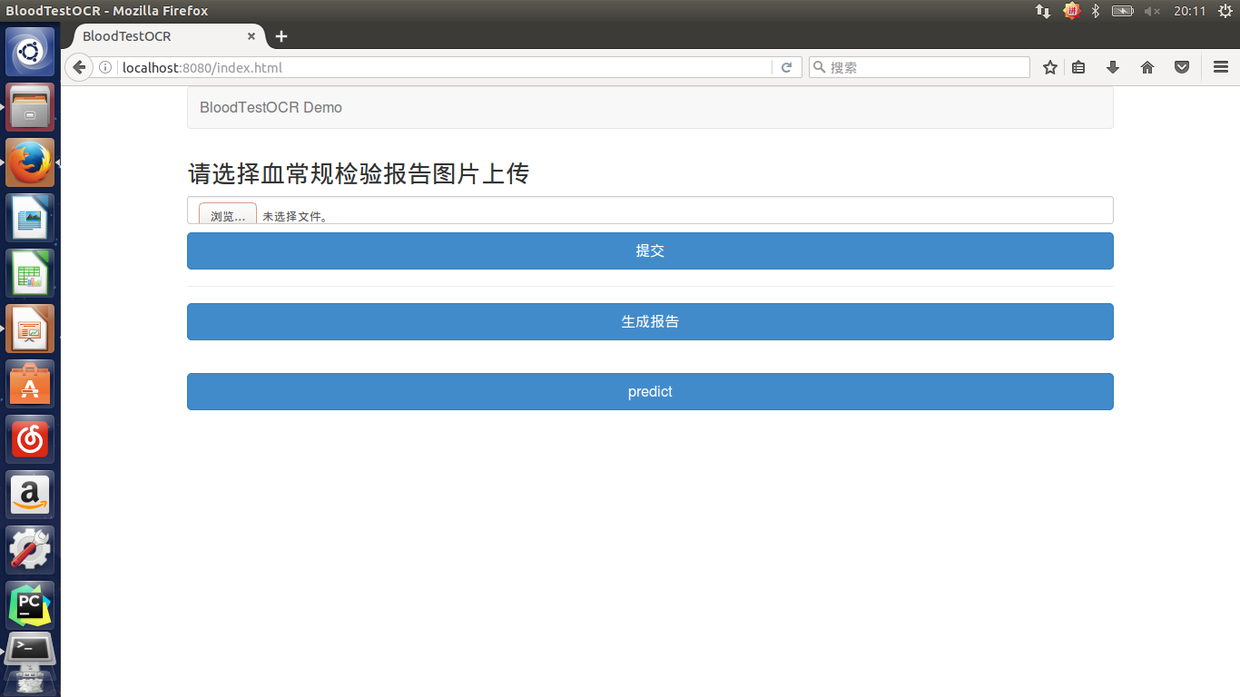 BloodTestOCR - Mozilla Firefox
拼
20:11
BloodTestOCR × +
localhost:8080/index.html
搜索
BloodTestOCR Demo
请选择血常规检验报告图片上传
浏览... 未选择文件。
提交
生成报告
predict
A
a
PC
>_